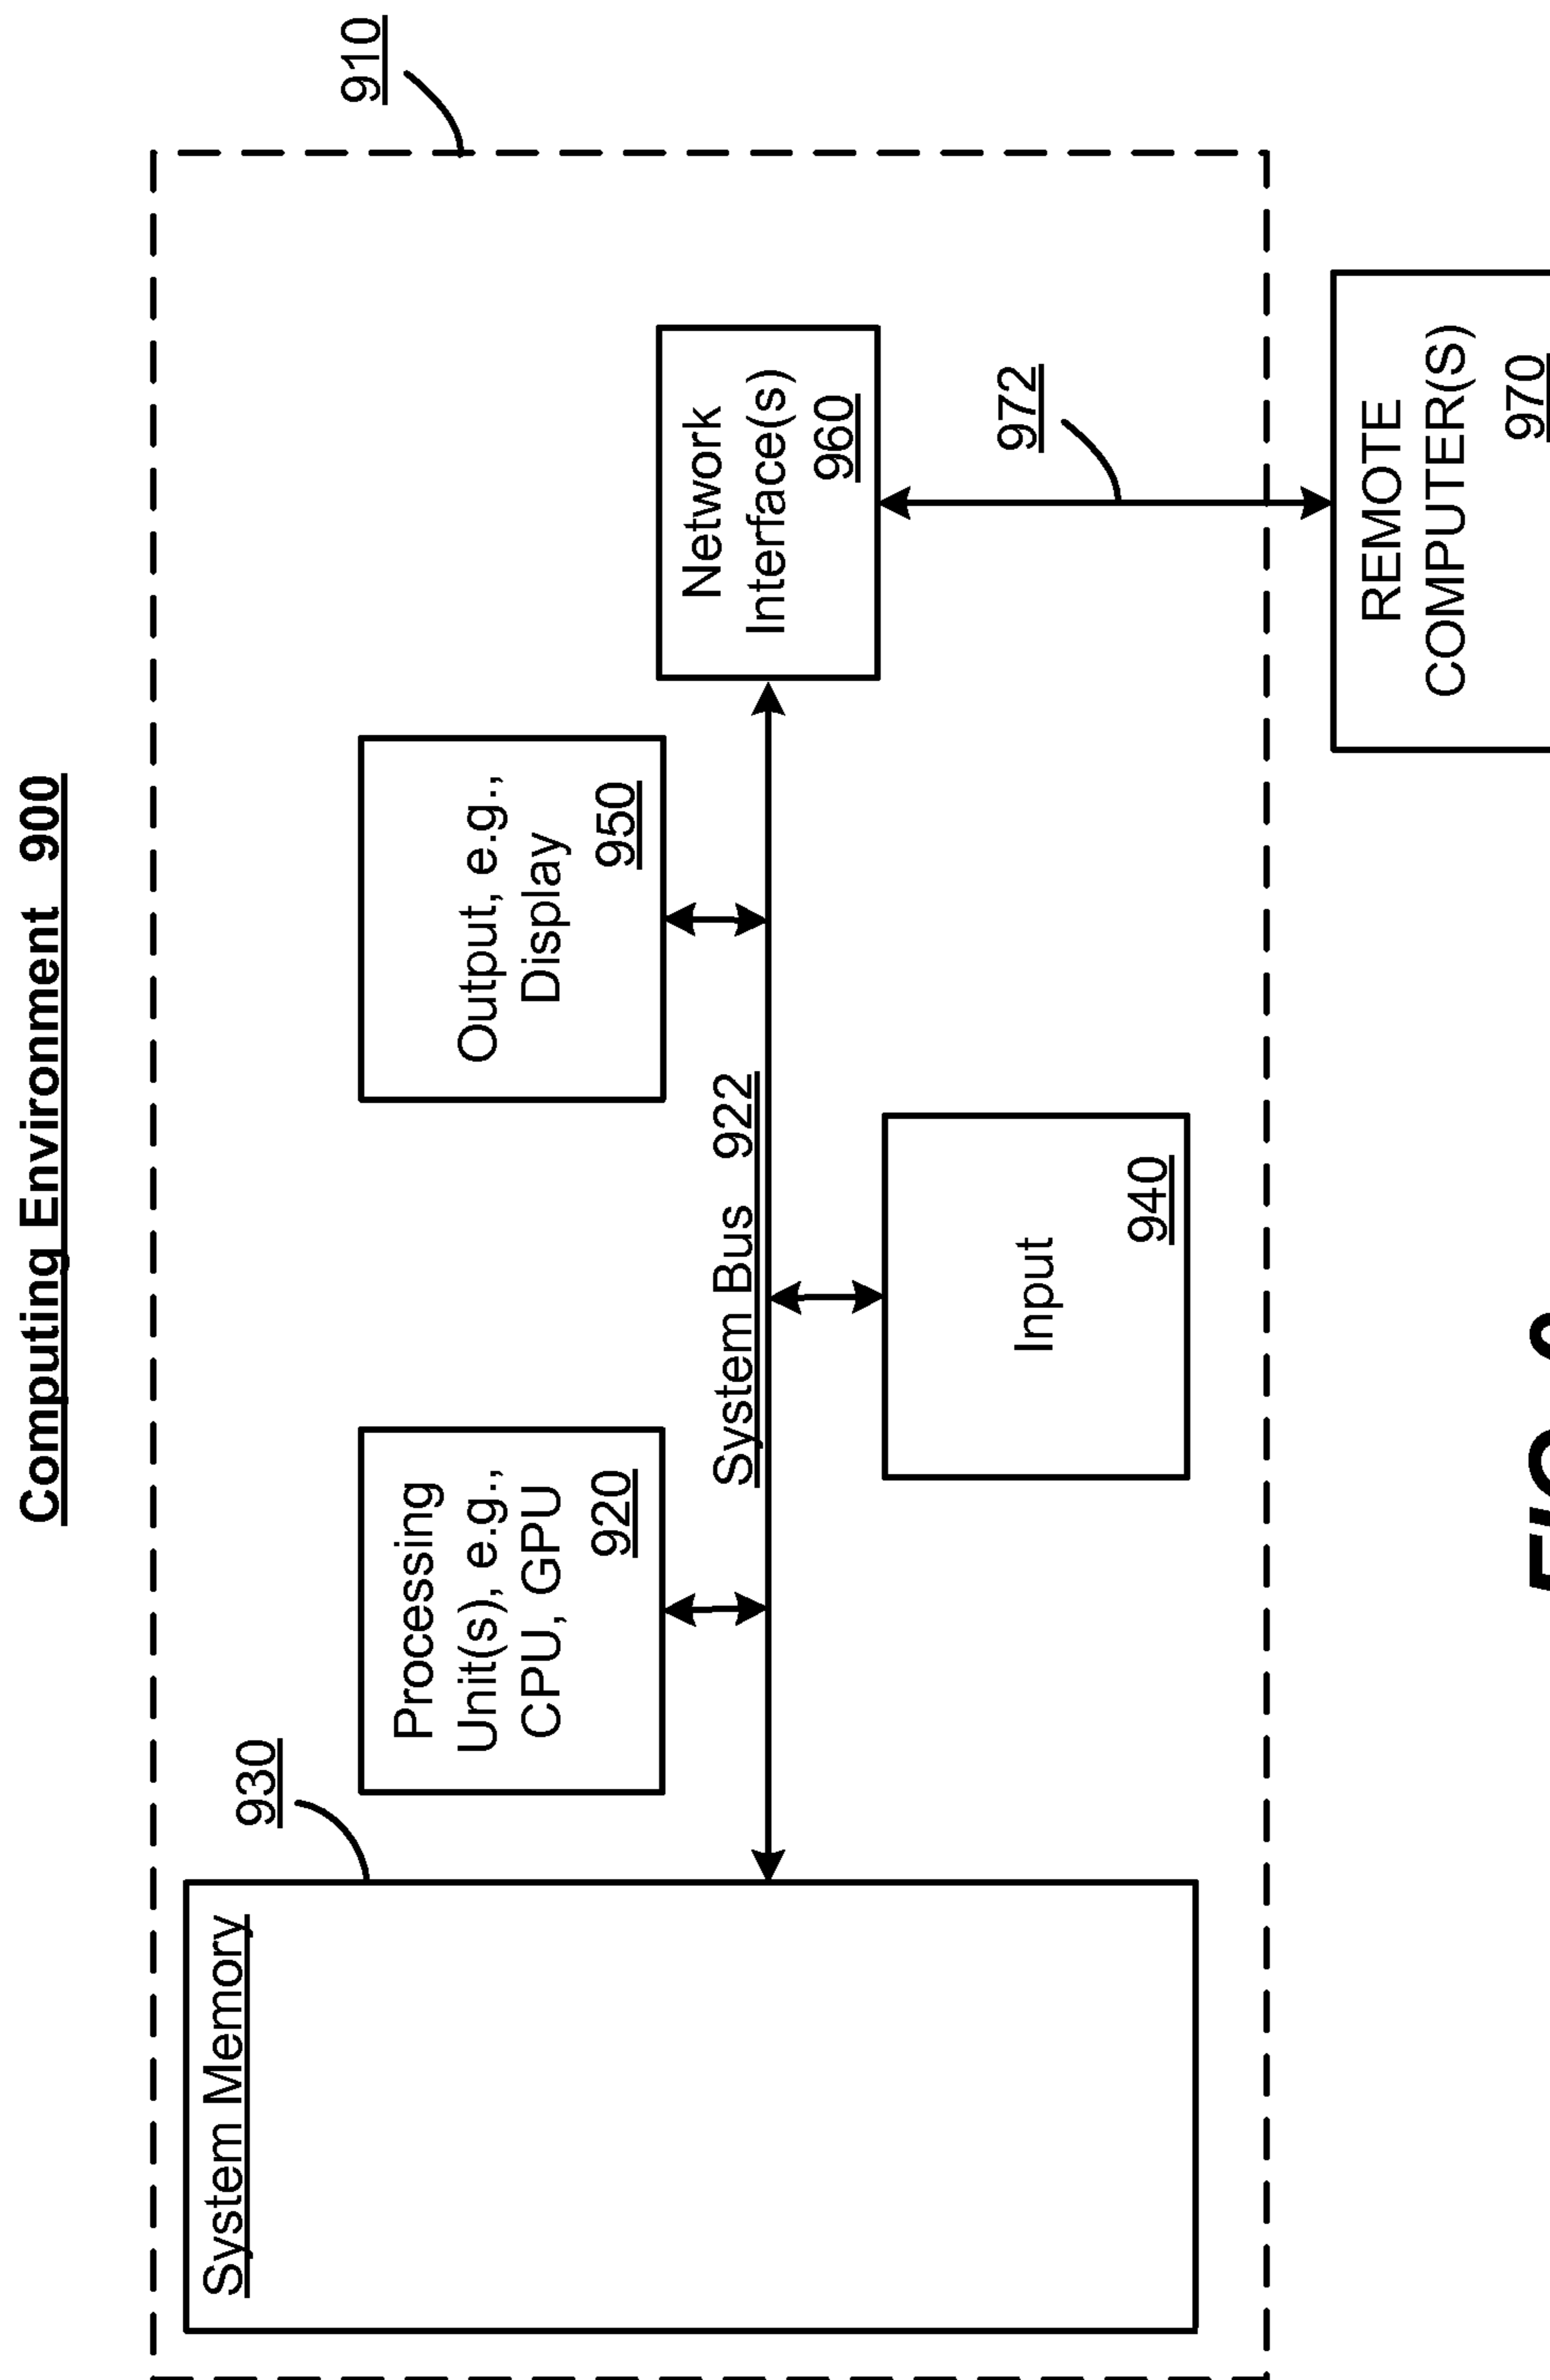 Computing Environment 900
910
System Memory
930
Processing
Unit(s), e.g.,
CPU, GPU
920
Output, e.g.,
Display
950
System Bus 922
Network
Interface(s)
960
Input
940
972
REMOTE
COMPUTER(S)
970